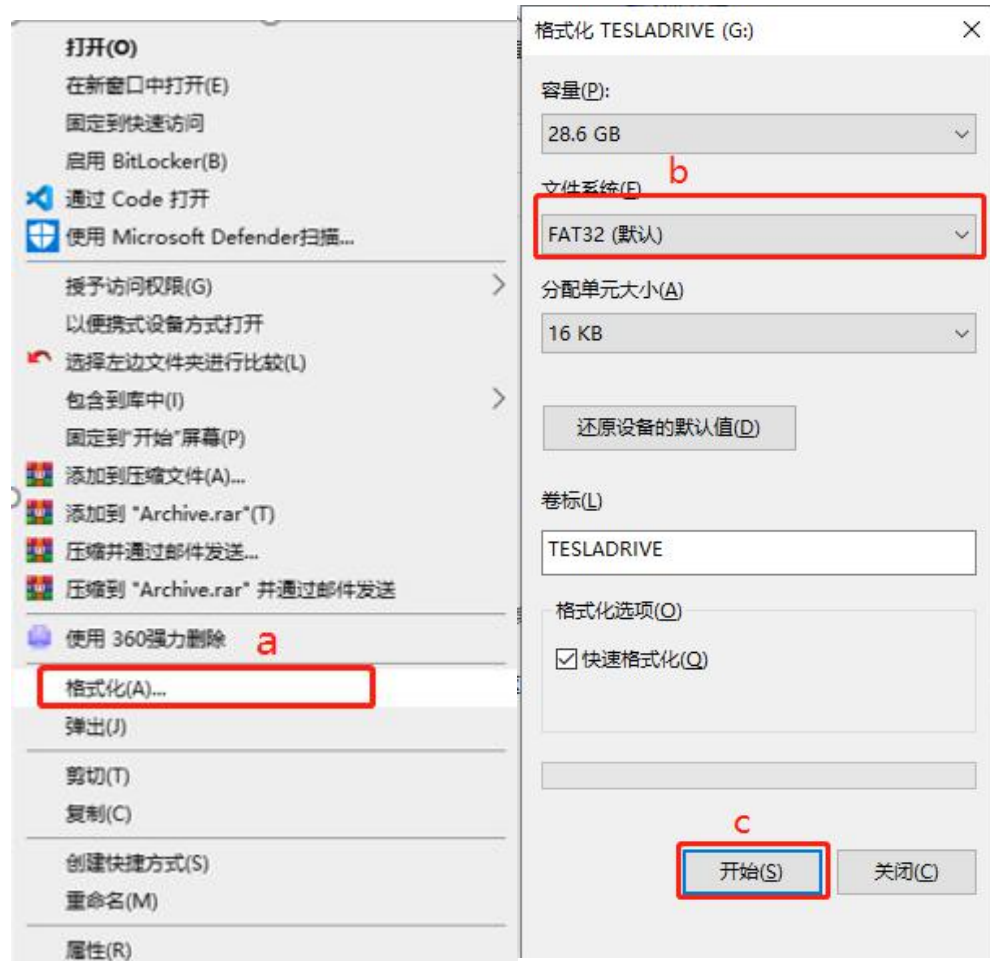 打开(O)
在新窗口中打开(E)
固定到快速访问
启用 BitLocker(B)
通过 Code 打开
使用 Microsoft Defender扫描...
授予访问权限(G)
以便携式设备方式打开
选择左边文件夹进行比较(L)
包含到库中(I)
固定到"开始"屏幕(P)
添加到压缩文件(A)...
添加到 "Archive.rar"(T)
压缩并通过邮件发送...
压缩到 "Archive.rar" 并通过邮件发送
使用 360强力删除
a
格式化(A)...
弹出(J)
剪切(T)
复制(C)
创建快捷方式(S)
重命名(M)
属性(R)
格式化 TESLADRIVE (G:)
容量(P):
28.6 GB
b
文件系统(F)
FAT32 (默认)
分配单元大小(A)
16 KB
还原设备的默认值(D)
卷标(L)
TESLADRIVE
格式化选项(O)
快速格式化(Q)
c
开始(S)
关闭(C)